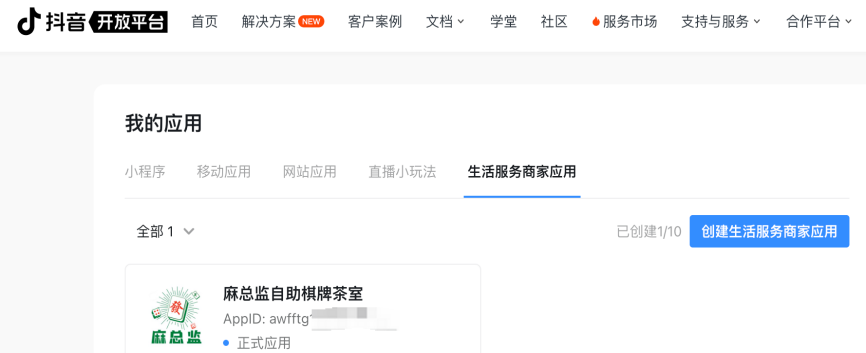 抖音 开放平台 首页 解决方案 NEW 客户案例 文档 学堂 社区 服务市场 支持与服务 合作平台
我的应用
小程序 移动应用 网站应用 直播小玩法 生活服务商家应用
全部 1 已创建1/10 创建生活服务商家应用
麻总监自助棋牌茶室
AppID: awfftg
發
麻总监
正式应用